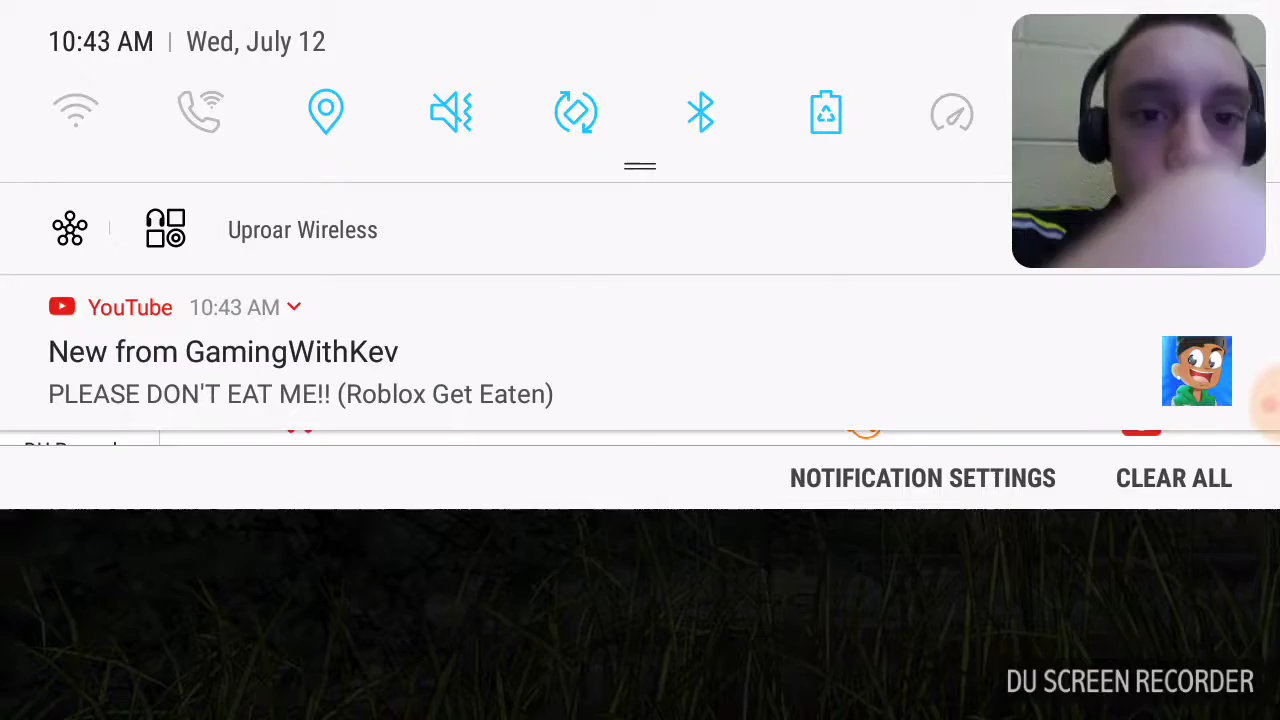 10:43 AM | Wed, July 12
Uproar Wireless
YouTube 10:43 AM
New from GamingWithKev
PLEASE DON'T EAT ME!! (Roblox Get Eaten)
NOTIFICATION SETTINGS CLEAR ALL
DU SCREEN RECORDER